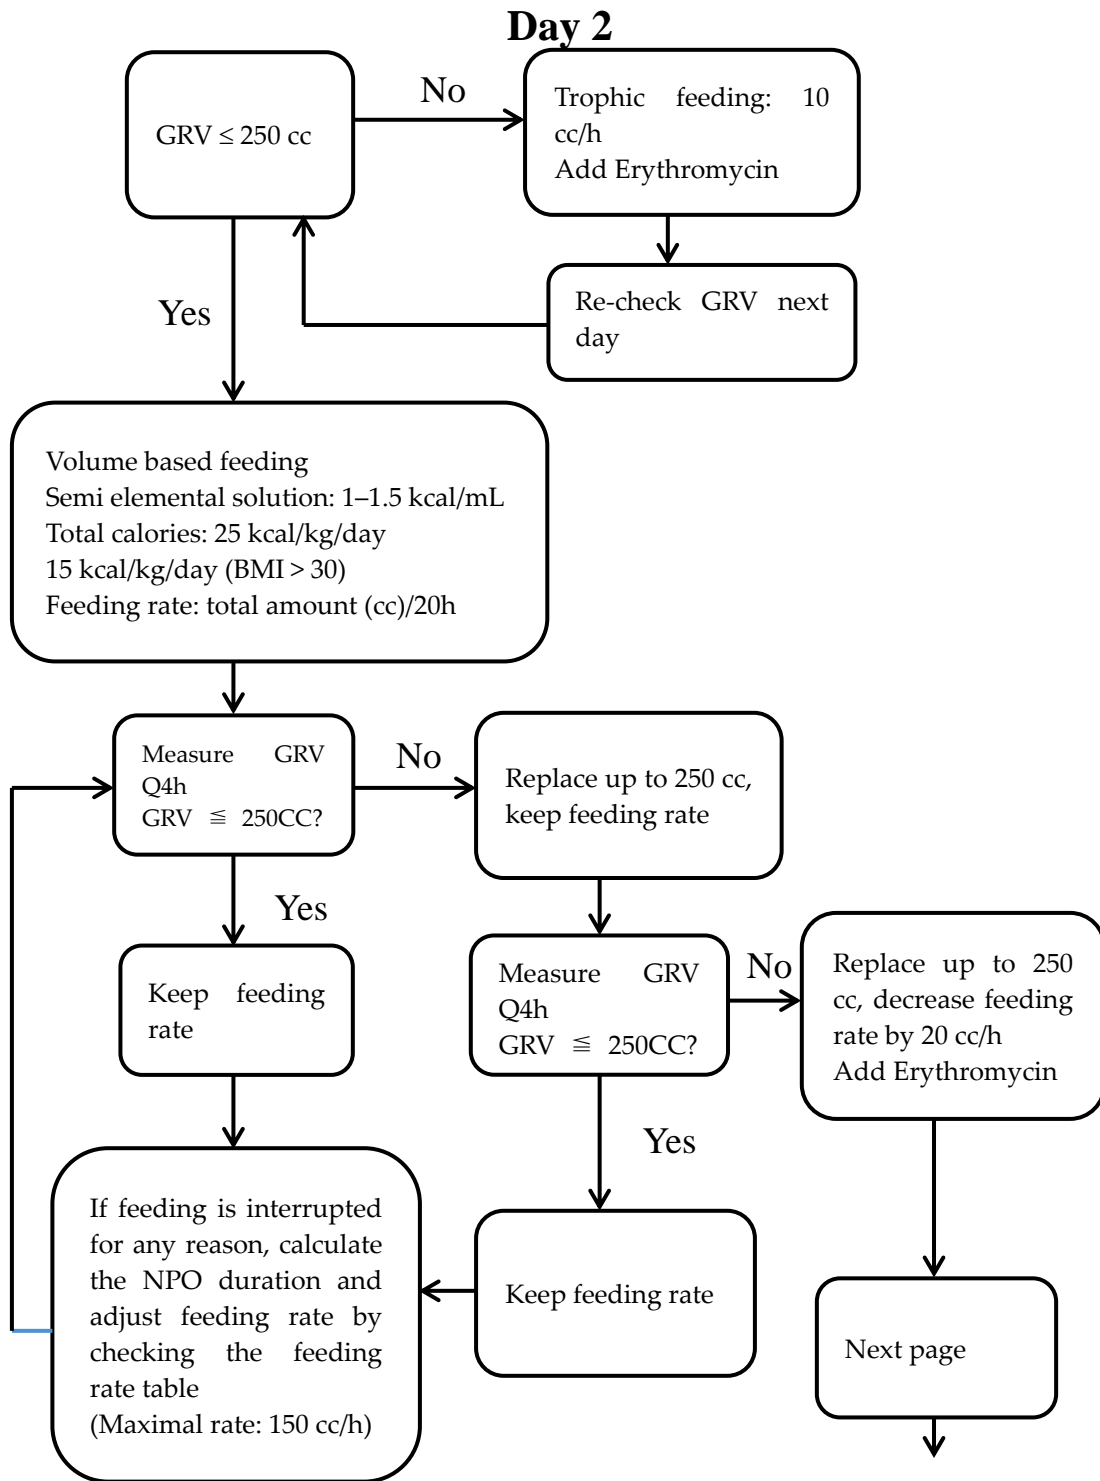 Day 2
GRV ≤ 250 cc
No
Trophic feeding: 10
cc/h
Add Erythromycin
Re-check GRV next
day
Yes
Volume based feeding
Semi elemental solution: 1–1.5 kcal/mL
Total calories: 25 kcal/kg/day
15 kcal/kg/day (BMI > 30)
Feeding rate: total amount (cc)/20h
Measure GRV
Q4h
GRV ≦ 250CC?
No
Replace up to 250 cc,
keep feeding rate
Yes
Keep feeding
rate
Measure GRV
Q4h
GRV ≦ 250CC?
No
Replace up to 250
cc, decrease feeding
rate by 20 cc/h
Add Erythromycin
Yes
If feeding is interrupted
for any reason, calculate
the NPO duration and
adjust feeding rate by
checking the feeding
rate table
(Maximal rate: 150 cc/h)
Keep feeding rate
Next page